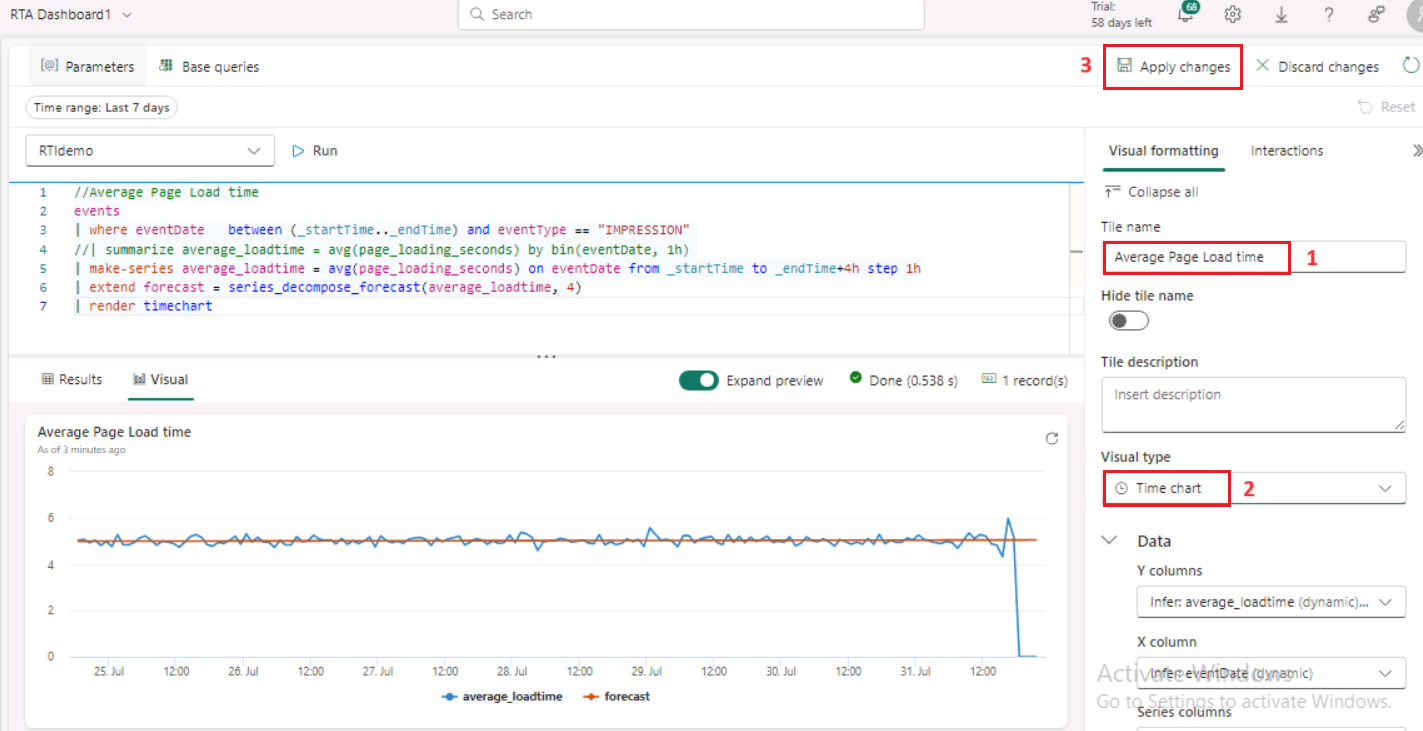 RTA Dashboard1
Search
Trial:
58 days left
68
?
Parameters
Base queries
3
Apply changes
Discard changes
Time range: Last 7 days
Reset
RTIdemo
Run
1 //Average Page Load time
2 events
3 | where eventDate   between (_startTime.._endTime) and eventType == "IMPRESSION"
4 //| summarize average_loadtime = avg(page_loading_seconds) by bin(eventDate, 1h)
5 | make-series average_loadtime = avg(page_loading_seconds) on eventDate from _startTime to _endTime+4h step 1h
6 | extend forecast = series_decompose_forecast(average_loadtime, 4)
7 | render timechart
Results
Visual
Expand preview
Done (0.538 s)
1 record(s)
Average Page Load time
As of 3 minutes ago
8
6
4
2
0
25. Jul 12:00 26. Jul 12:00 27. Jul 12:00 28. Jul 12:00 29. Jul 12:00 30. Jul 12:00 31. Jul 12:00
average_loadtime forecast
Visual formatting
Interactions
Collapse all
Tile name
Average Page Load time
1
Hide tile name
Tile description
Insert description
Visual type
Time chart
2
Data
Y columns
Infer: average_loadtime (dynamic)...
X column
Infer: eventDate (dynamic)
Activate Windows
Go to Settings to activate Windows.
Series columns